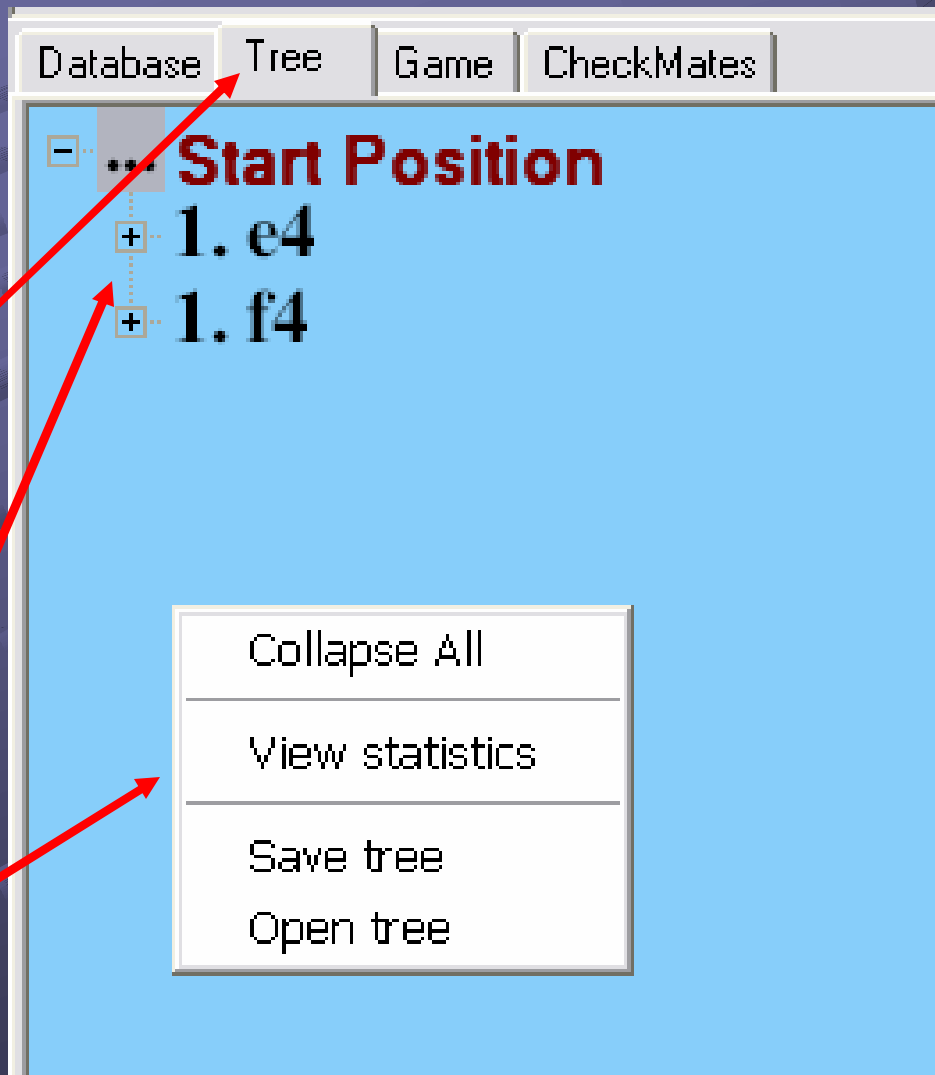 Database Tree Game CheckMates
... Start Position
1. e4
1. f4
Collapse All
View statistics
Save tree
Open tree